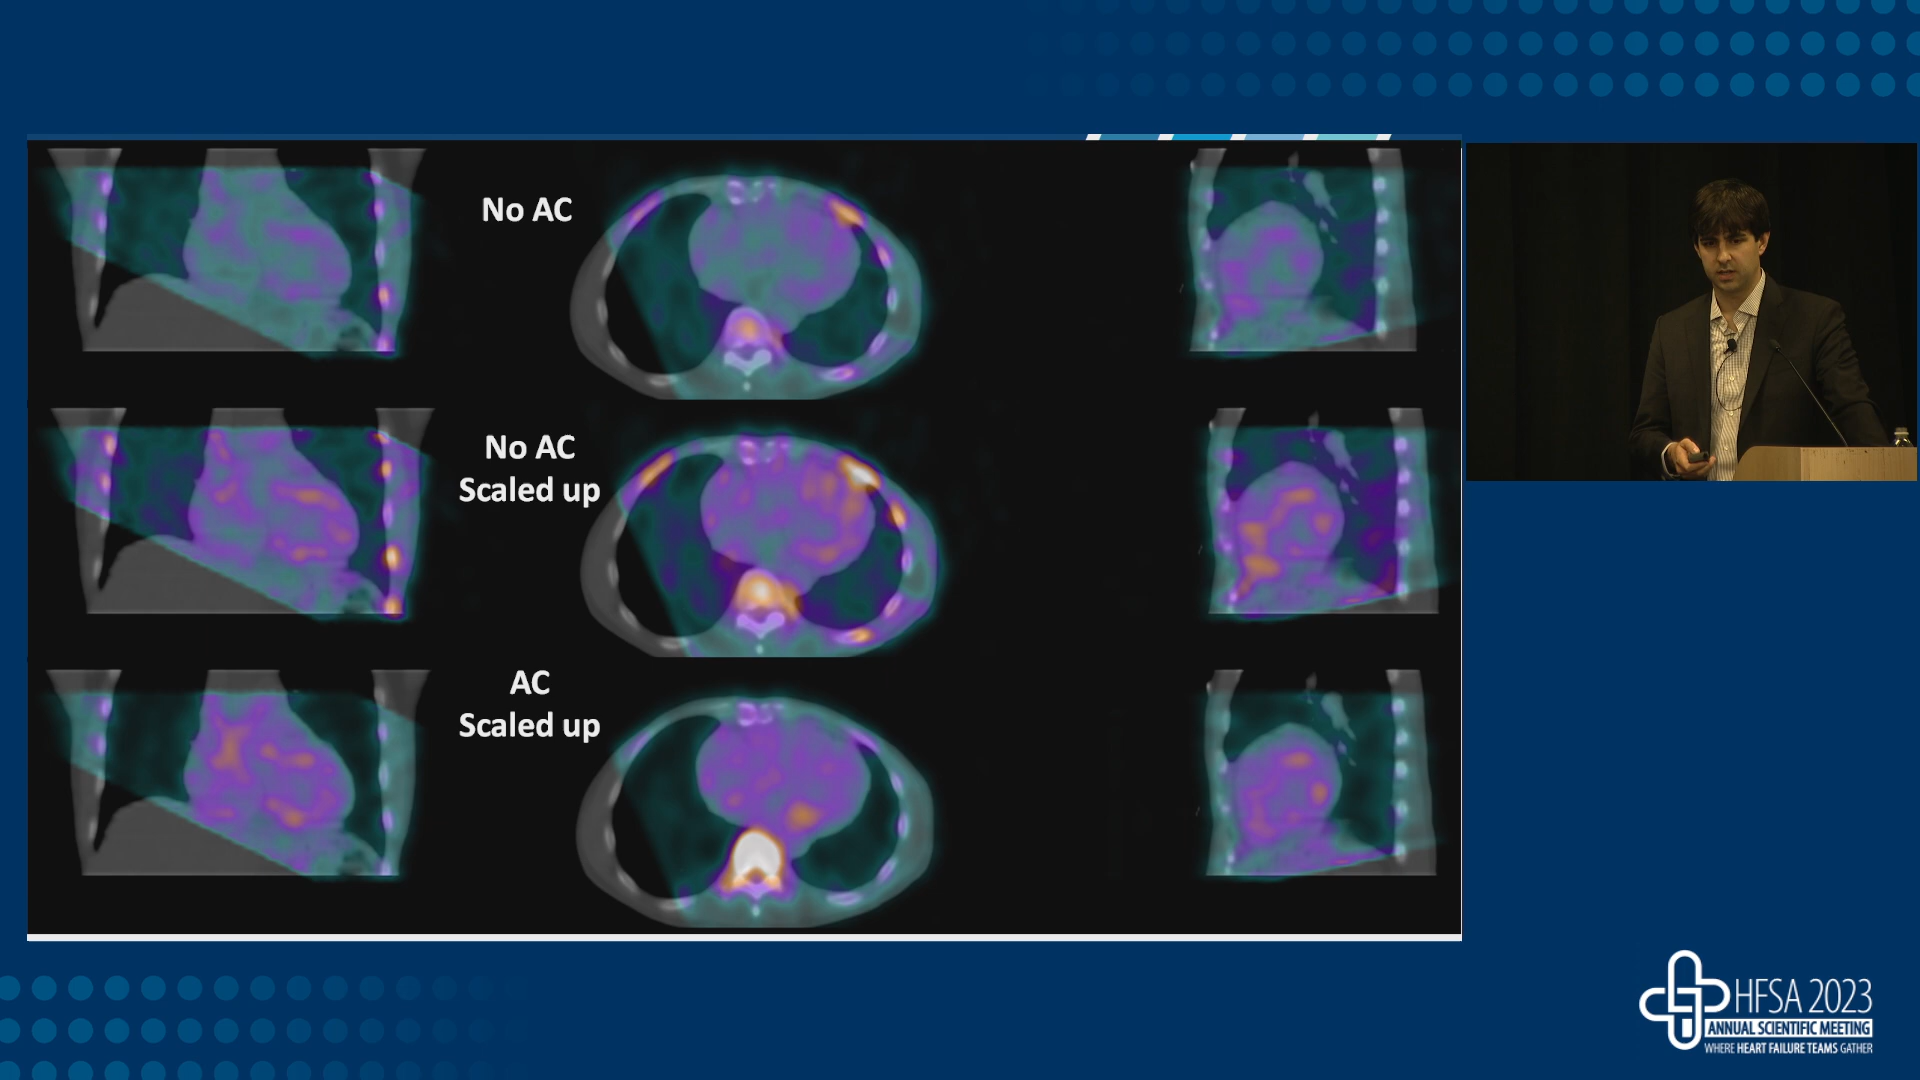 No AC
No AC
Scaled up
AC
Scaled up
HFSA 2023
ANNUAL SCIENTIFIC MEETING
WHERE HEART FAILURE TEAMS GATHER